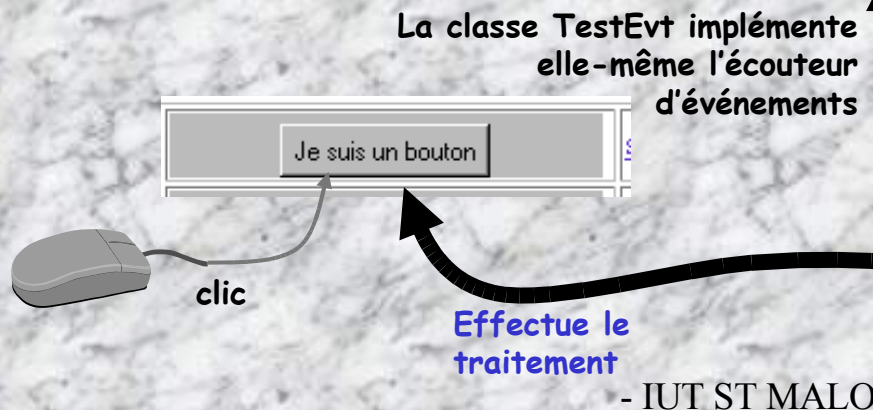 La classe TestEvt implémente
elle-même l’écouteur
d’événements
Je suis un bouton
clic
Effectue le
traitement
- IUT ST MALO